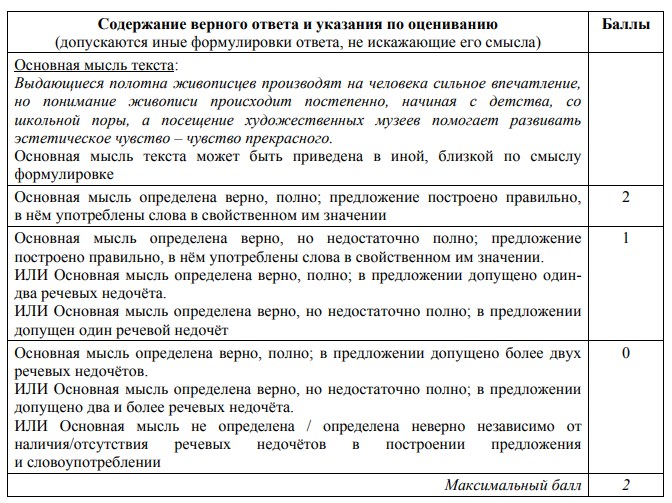 Содержание верного ответа и указания по оцениванию Баллы
(допускаются иные формулировки ответа, не искажающие его смысла)
Основная мысль текста:
Выдающиеся полотна живописцев производят на человека сильное впечатление,
но понимание живописи происходит постепенно, начиная с детства, со
школьной поры, а посещение художественных музеев помогает развивать
эстетическое чувство – чувство прекрасного.
Основная мысль текста может быть приведена в иной, близкой по смыслу
формулировке
Основная мысль определена верно, полно; предложение построено правильно, 2
в нём употреблены слова в свойственном им значении
Основная мысль определена верно, но недостаточно полно; предложение 1
построено правильно, в нём употреблены слова в свойственном им значении.
ИЛИ Основная мысль определена верно, полно; в предложении допущено один-
два речевых недочёта.
ИЛИ Основная мысль определена верно, но недостаточно полно; в предложении
допущен один речевой недочёт
Основная мысль определена верно, полно; в предложении допущено более двух 0
речевых недочётов.
ИЛИ Основная мысль определена верно, но недостаточно полно; в предложении
допущено два и более речевых недочёта.
ИЛИ Основная мысль не определена / определена неверно независимо от
наличия/отсутствия речевых недочётов в построении предложения
и словоупотреблении
Максимальный балл 2